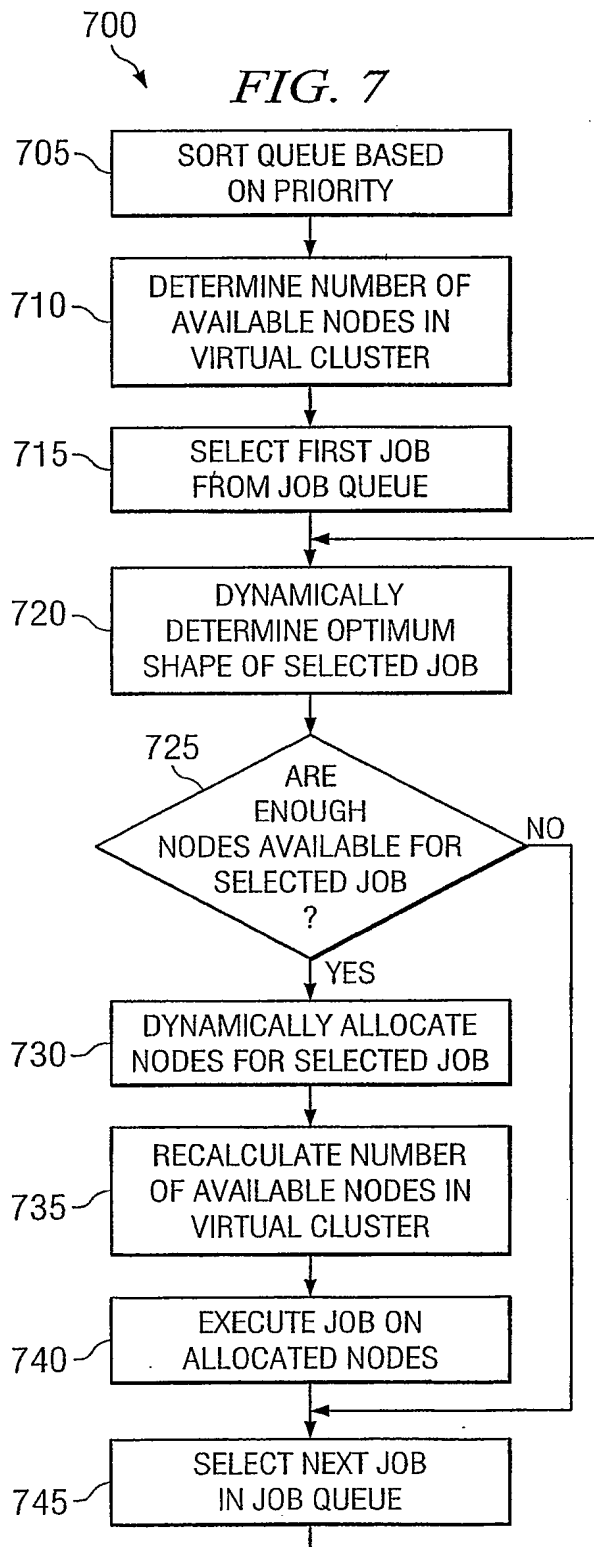 700
FIG. 7
705
SORT QUEUE BASED
ON PRIORITY
710
DETERMINE NUMBER OF
AVAILABLE NODES IN
VIRTUAL CLUSTER
715
SELECT FIRST JOB
FROM JOB QUEUE
720
DYNAMICALLY
DETERMINE OPTIMUM
SHAPE OF SELECTED JOB
725
ARE
ENOUGH
NODES AVAILABLE FOR
SELECTED JOB
?
NO
YES
730
DYNAMICALLY ALLOCATE
NODES FOR SELECTED JOB
735
RECALCULATE NUMBER
OF AVAILABLE NODES IN
VIRTUAL CLUSTER
740
EXECUTE JOB ON
ALLOCATED NODES
745
SELECT NEXT JOB
IN JOB QUEUE